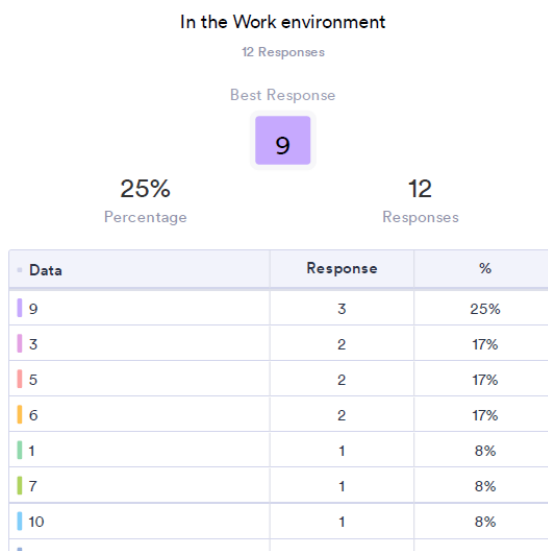 In the Work environment
12 Responses
Best Response
9
25% 12
Percentage Responses
Data Response %
9 3 25%
3 2 17%
5 2 17%
6 2 17%
1 1 8%
7 1 8%
10 1 8%